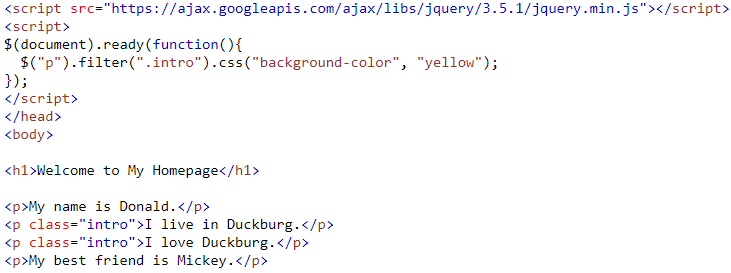 <script src="https://ajax.googleapis.com/ajax/libs/jquery/3.5.1/jquery.min.js"></script>
<script>
$(document).ready(function(){
  $("p").filter(".intro").css("background-color", "yellow");
});
</script>
</head>
<body>

<h1>Welcome to My Homepage</h1>

<p>My name is Donald.</p>
<p class="intro">I live in Duckburg.</p>
<p class="intro">I love Duckburg.</p>
<p>My best friend is Mickey.</p>